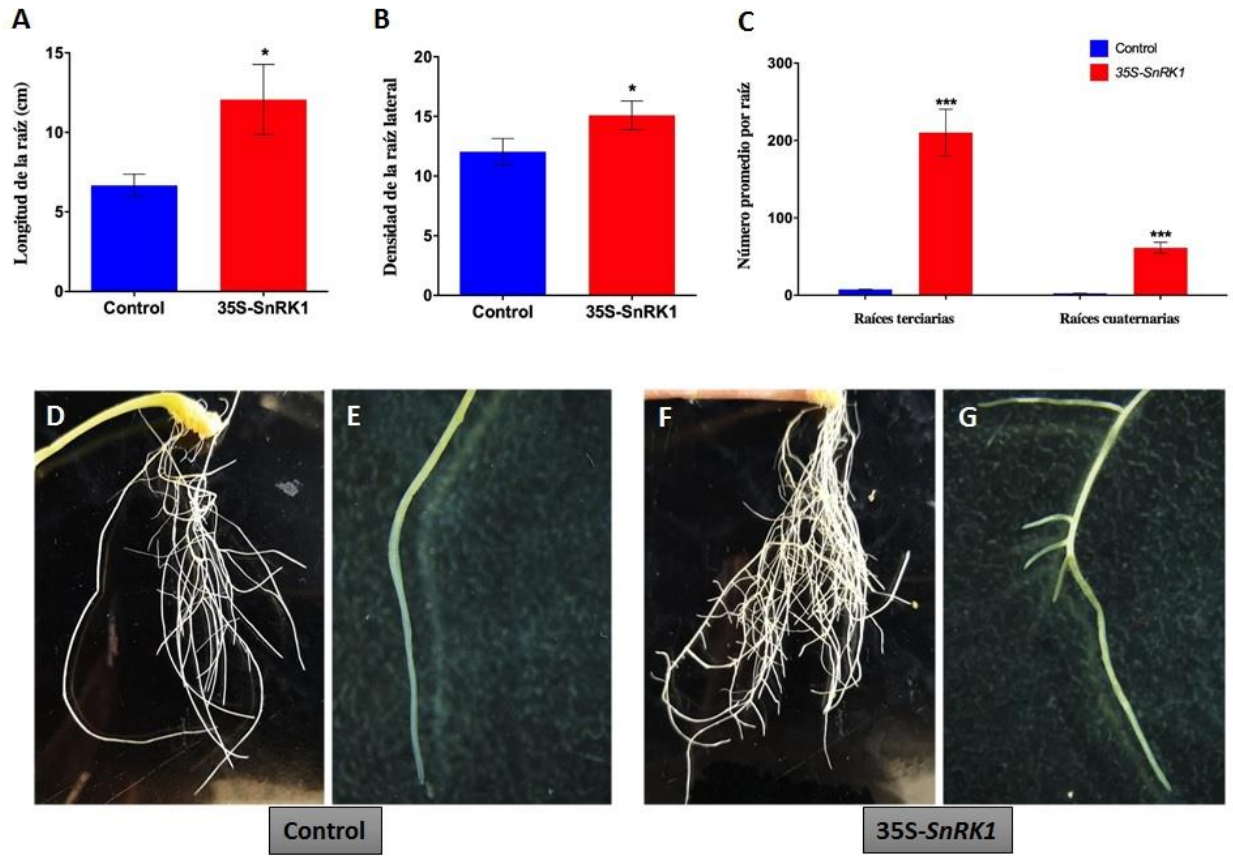 A
Longitud de la raíz (cm)
15
10
5
0
*
Control
35S-SnRK1
B
Densidad de la raíz lateral
20
15
10
5
0
*
Control
35S-SnRK1
C
Control
35S-SnRK1
Número promedio por raíz
300
200
100
0
***
***
Raíces terciarias
Raíces cuaternarias
D
E
F
G
Control
35S-SnRK1